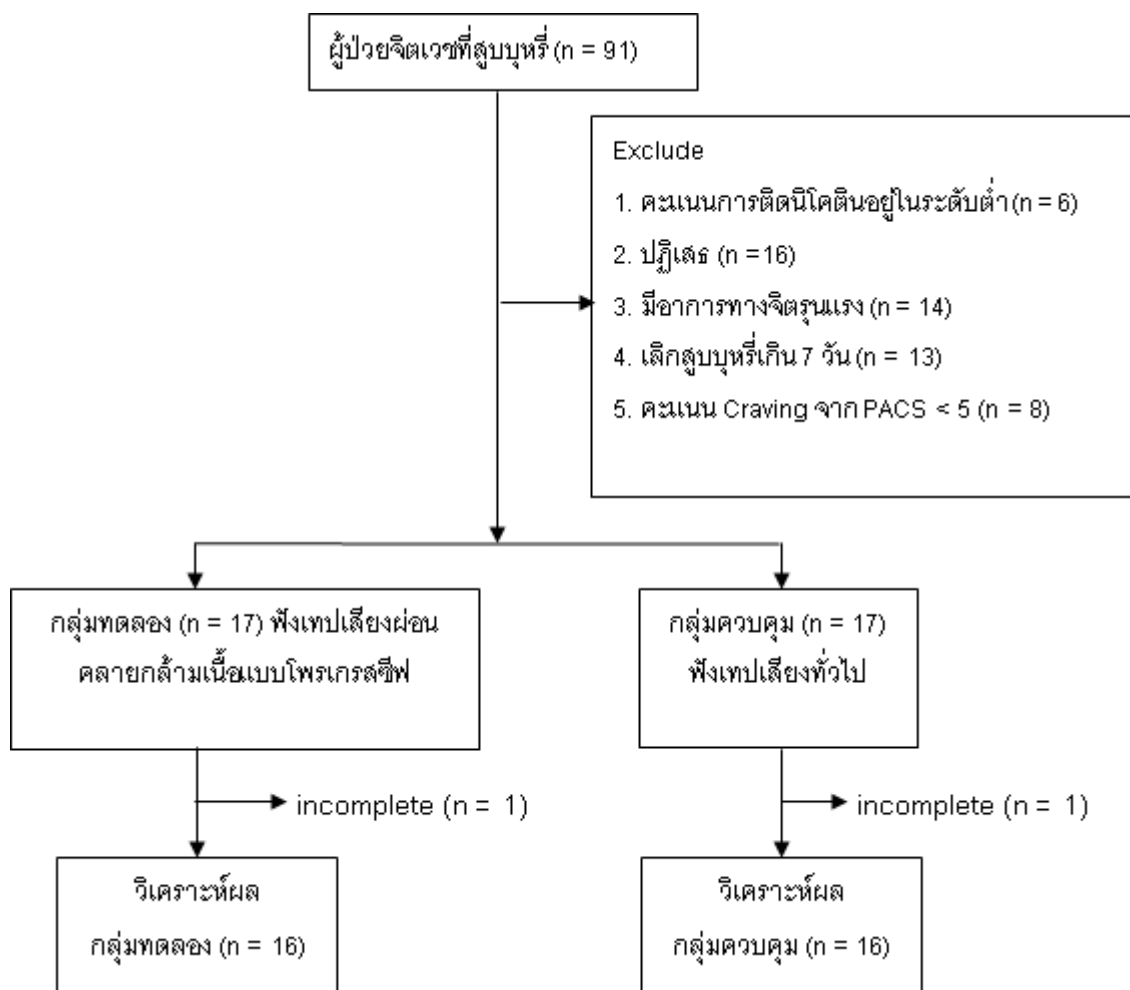 ผู้ป่วยจิตเวชที่สูบบุหรี่ (n = 91)
Exclude
1. คะแนนการติดนิโคตินอยู่ในระดับต่ำ (n = 6)
2. ปฏิเสธ (n =16)
3. มีอาการทางจิตรุนแรง (n = 14)
4. เลิกสูบบุหรี่เกิน 7 วัน (n = 13)
5. คะแนน Craving จาก PACS < 5 (n = 8)
กลุ่มทดลอง (n = 17) ฟังเทปเสียงผ่อน
คลายกล้ามเนื้อแบบโพรเกรสซีฟ
กลุ่มควบคุม (n = 17)
ฟังเทปเสียงทั่วไป
incomplete (n = 1)
incomplete (n = 1)
วิเคราะห์ผล
กลุ่มทดลอง (n = 16)
วิเคราะห์ผล
กลุ่มควบคุม (n = 16)